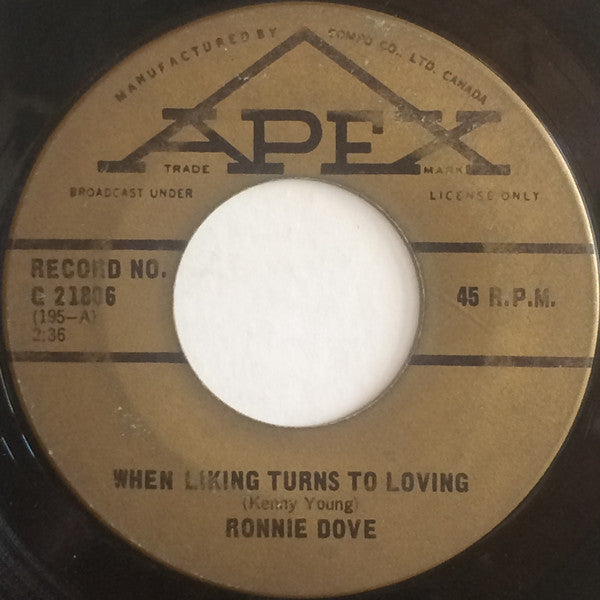 MANUFACTURED BY COMPO CO., LTD. CANADA
APEX
TRADE MARK
BROADCAST UNDER LICENSE ONLY
RECORD NO.
C 21806
45 R.P.M.
(195-A)
2:36
WHEN LIKING TURNS TO LOVING
(Kenny Young)
RONNIE DOVE